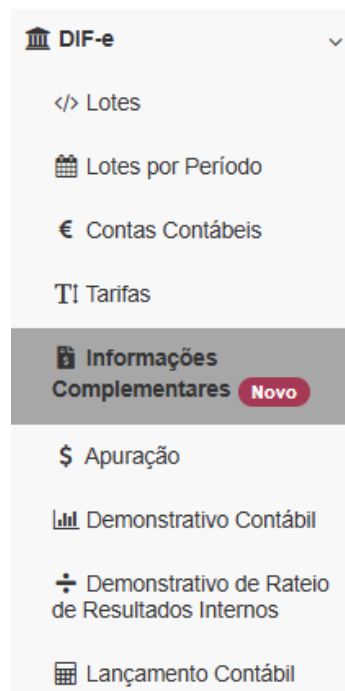 DIF-e
Lotes
Lotes por Período
Contas Contábeis
Tarifas
Informações
Complementares Novo
Apuração
Demonstrativo Contábil
Demonstrativo de Rateio
de Resultados Internos
Lançamento Contábil